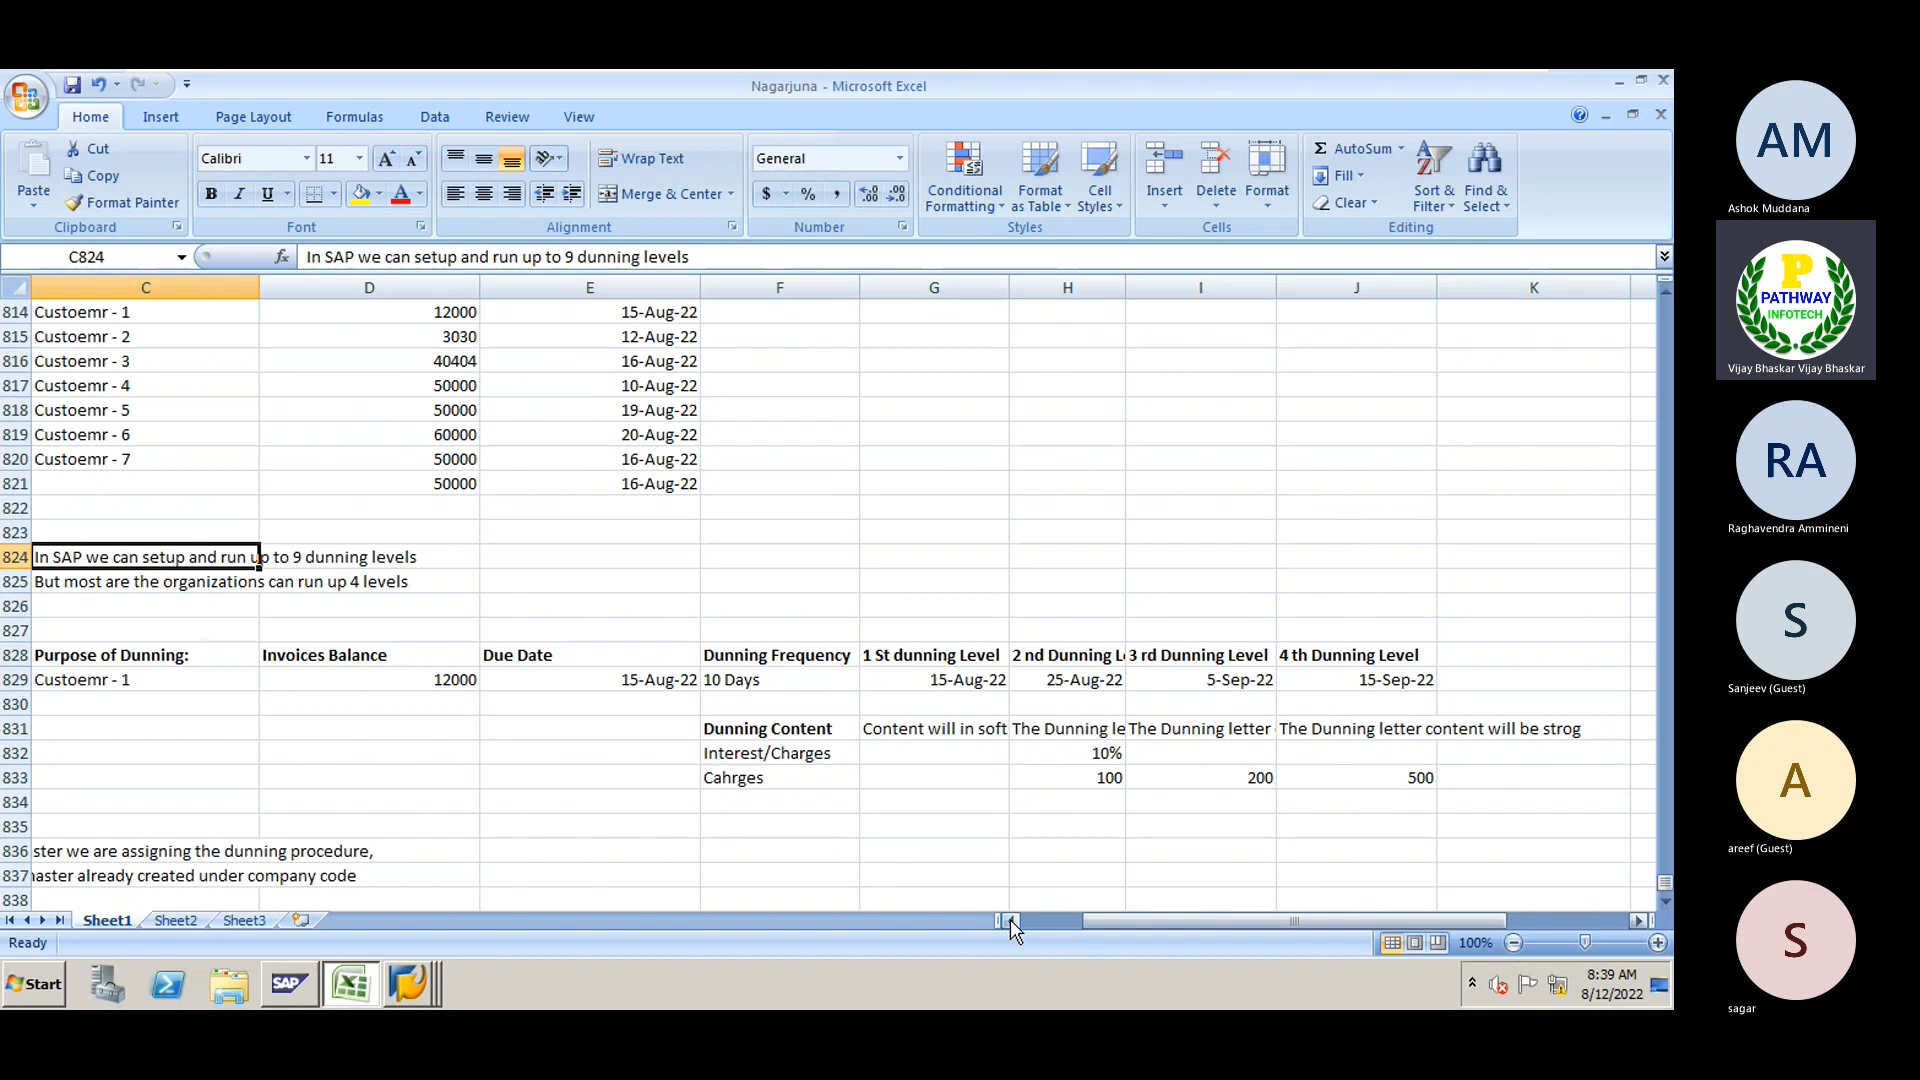 Nagarjuna - Microsoft Excel
Home Insert Page Layout Formulas Data Review View
Paste Cut Copy Format Painter Clipboard
Calibri 11 A A B I U A Font
Wrap Text Merge & Center Alignment
General $ % , Number
Conditional Formatting Format as Table Cell Styles Styles
Insert Delete Format Cells
Σ AutoSum Fill Clear Sort & Filter Find & Select Editing
C824 fx In SAP we can setup and run up to 9 dunning levels
C D E F G H I J K
814 Custoemr - 1 12000 15-Aug-22
815 Custoemr - 2 3030 12-Aug-22
816 Custoemr - 3 40404 16-Aug-22
817 Custoemr - 4 50000 10-Aug-22
818 Custoemr - 5 50000 19-Aug-22
819 Custoemr - 6 60000 20-Aug-22
820 Custoemr - 7 50000 16-Aug-22
821 50000 16-Aug-22
822
823
824 In SAP we can setup and run up to 9 dunning levels
825 But most are the organizations can run up 4 levels
826
827
828 Purpose of Dunning: Invoices Balance Due Date Dunning Frequency 1 St dunning Level 2 nd Dunning Le 3 rd Dunning Level 4 th Dunning Level
829 Custoemr - 1 12000 15-Aug-22 10 Days 15-Aug-22 25-Aug-22 5-Sep-22 15-Sep-22
830
831 Dunning Content Content will in soft The Dunning le The Dunning letter The Dunning letter content will be strog
832 Interest/Charges 10%
833 Cahrges 100 200 500
834
835
836 ster we are assigning the dunning procedure,
837 naster already created under company code
838
Sheet1 Sheet2 Sheet3
Ready 100%
Start SAP 8:39 AM
8/12/2022
AM
Ashok Muddana
P
PATHWAY
INFOTECH
Vijay Bhaskar Vijay Bhaskar
RA
Raghavendra Ammineni
S
Sanjeev (Guest)
A
areef (Guest)
S
sagar